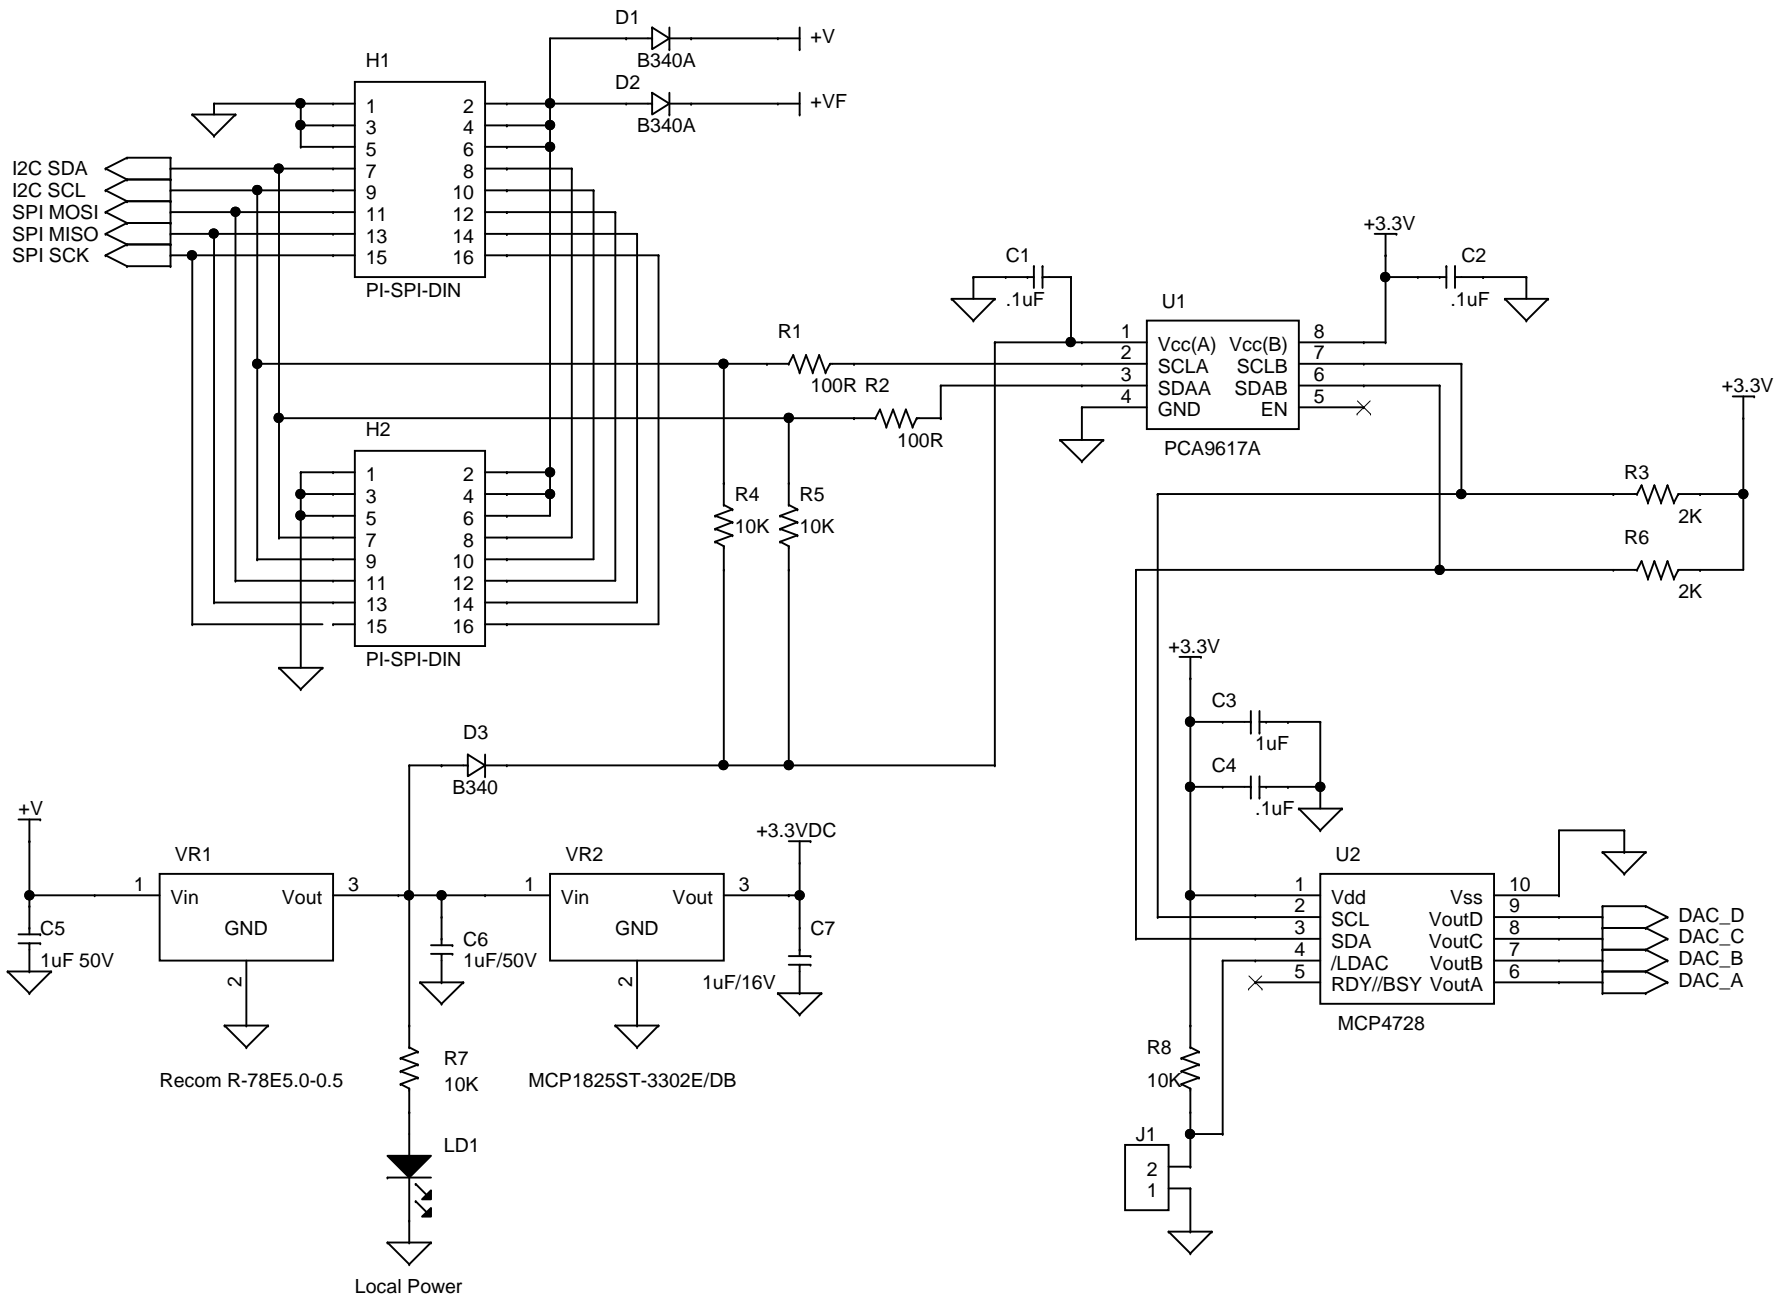 D1
+V
B340A
D2
+VF
B340A
H1
1 2
3 4
5 6
7 8
9 10
11 12
13 14
15 16
PI-SPI-DIN
I2C SDA
I2C SCL
SPI MOSI
SPI MISO
SPI SCK
H2
1 2
3 4
5 6
7 8
9 10
11 12
13 14
15 16
PI-SPI-DIN
R1
100R
R2
100R
R4
10K
R5
10K
C1
.1uF
+3.3V
C2
.1uF
U1
1 Vcc(A) Vcc(B) 8
2 SCLA SCLB 7
3 SDAA SDAB 6
4 GND EN 5
PCA9617A
+3.3V
R3
2K
R6
2K
D3
B340
+V
C5
1uF 50V
VR1
1 Vin Vout 3
GND
2
Recom R-78E5.0-0.5
C6
1uF/50V
VR2
1 Vin Vout 3
GND
2
MCP1825ST-3302E/DB
+3.3VDC
C7
1uF/16V
R7
10K
LD1
Local Power
+3.3V
C3
1uF
C4
.1uF
U2
1 Vdd Vss 10
2 SCL VoutD 9
3 SDA VoutC 8
4 /LDAC VoutB 7
5 RDY//BSY VoutA 6
MCP4728
DAC_D
DAC_C
DAC_B
DAC_A
R8
10K
J1
2
1